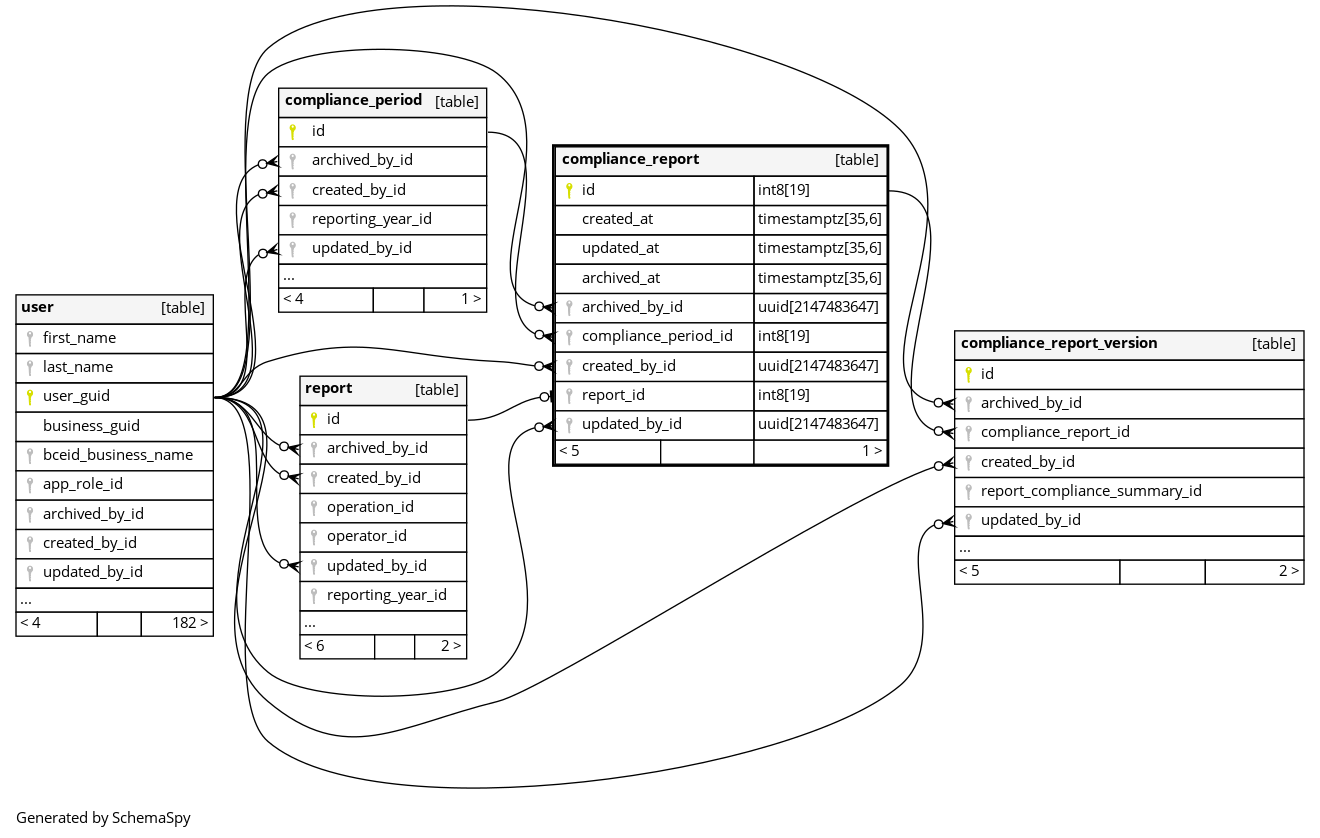 compliance_period [table]
id
archived_by_id
created_by_id
reporting_year_id
updated_by_id
...
< 4 1 >
compliance_report [table]
id int8[19]
created_at timestamptz[35,6]
updated_at timestamptz[35,6]
archived_at timestamptz[35,6]
archived_by_id uuid[2147483647]
compliance_period_id int8[19]
created_by_id uuid[2147483647]
report_id int8[19]
updated_by_id uuid[2147483647]
< 5 1 >
user [table]
first_name
last_name
user_guid
business_guid
bceid_business_name
app_role_id
archived_by_id
created_by_id
updated_by_id
...
< 4 182 >
report [table]
id
archived_by_id
created_by_id
operation_id
operator_id
updated_by_id
reporting_year_id
...
< 6 2 >
compliance_report_version [table]
id
archived_by_id
compliance_report_id
created_by_id
report_compliance_summary_id
updated_by_id
...
< 5 2 >
Generated by SchemaSpy